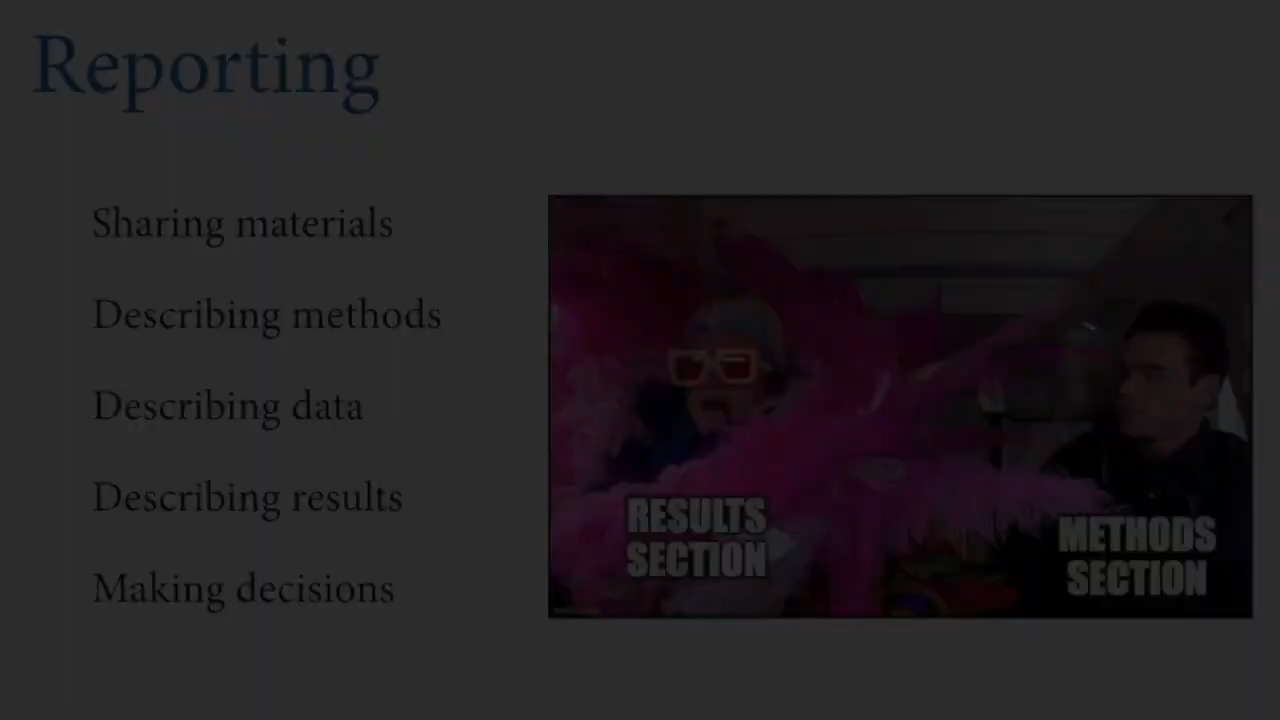 Reporting
Sharing materials
Describing methods
Describing data
Describing results
Making decisions
RESULTS
SECTION
METHODS
SECTION